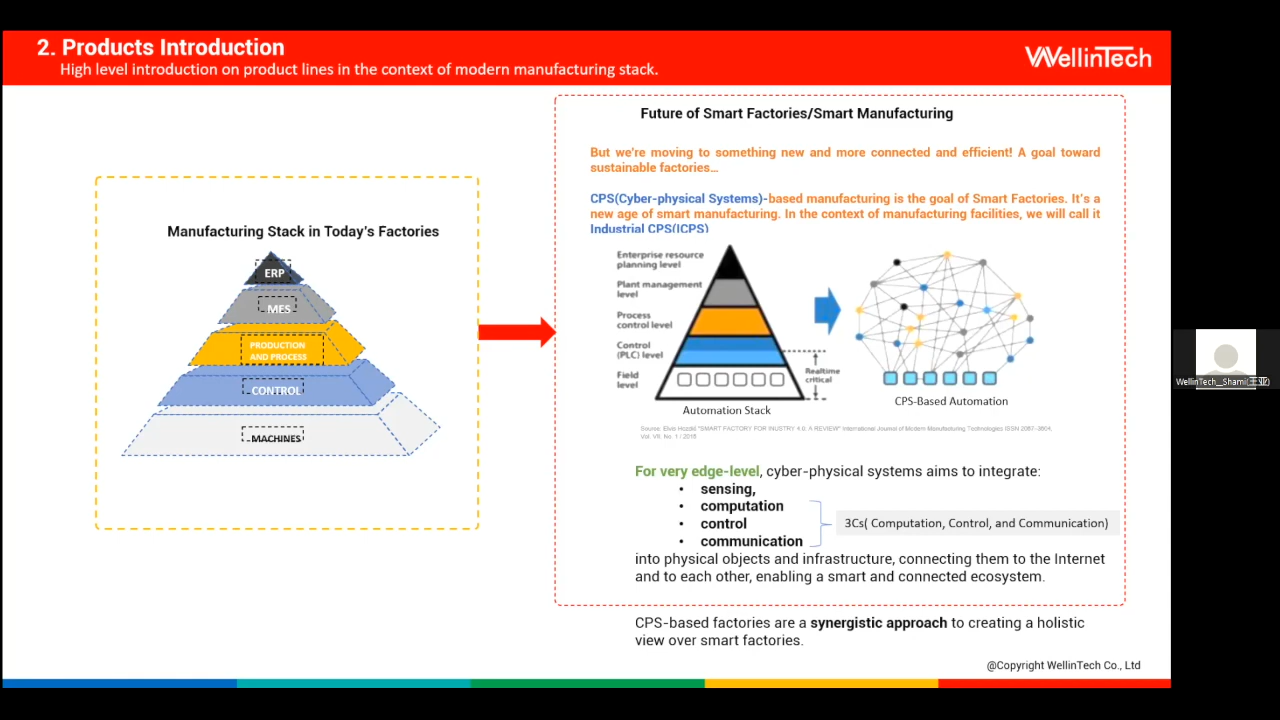 2. Products Introduction
High level introduction on product lines in the context of modern manufacturing stack.
WellinTech
Manufacturing Stack in Today's Factories
ERP
MES
PRODUCTION
AND PROCESS
CONTROL
MACHINES
Future of Smart Factories/Smart Manufacturing
But we're moving to something new and more connected and efficient! A goal toward
sustainable factories…
CPS(Cyber-physical Systems)-based manufacturing is the goal of Smart Factories. It's a
new age of smart manufacturing. In the context of manufacturing facilities, we will call it
Industrial CPS(ICPS)
Enterprise resource
planning level
Plant management
level
Process
control level
Control
(PLC) level
Field
level
Realtime
critical
Automation Stack
CPS-Based Automation
Source: Elvis Hozdić "SMART FACTORY FOR INUSTRY 4.0: A REVIEW" International Journal of Modern Manufacturing Technologies ISSN 2067–3604,
Vol. VII. No. 1 / 2015
For very edge-level, cyber-physical systems aims to integrate:
• sensing,
• computation
• control
• communication
3Cs( Computation, Control, and Communication)
into physical objects and infrastructure, connecting them to the Internet
and to each other, enabling a smart and connected ecosystem.
CPS-based factories are a synergistic approach to creating a holistic
view over smart factories.
@Copyright WellinTech Co., Ltd
WellinTech__Shami(王亚)